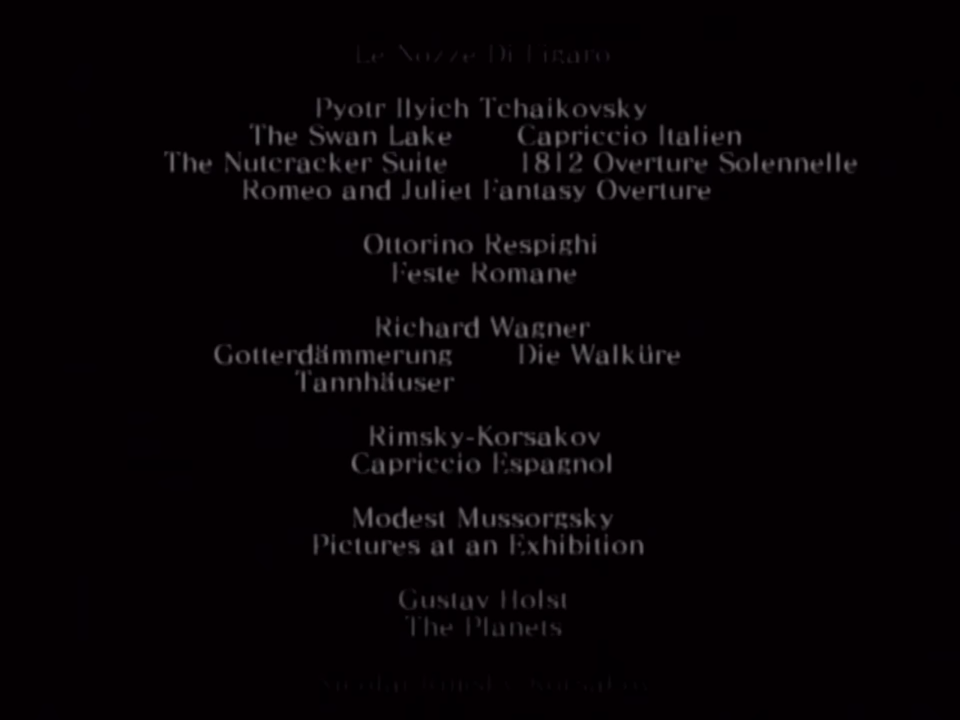 Le Nozze Di Figaro
Pyotr Ilyich Tchaikovsky
The Swan Lake Capriccio Italien
The Nutcracker Suite 1812 Overture Solennelle
Romeo and Juliet Fantasy Overture
Ottorino Respighi
Feste Romane
Richard Wagner
Gotterdämmerung Die Walküre
Tannhäuser
Rimsky-Korsakov
Capriccio Espagnol
Modest Mussorgsky
Pictures at an Exhibition
Gustav Holst
The Planets